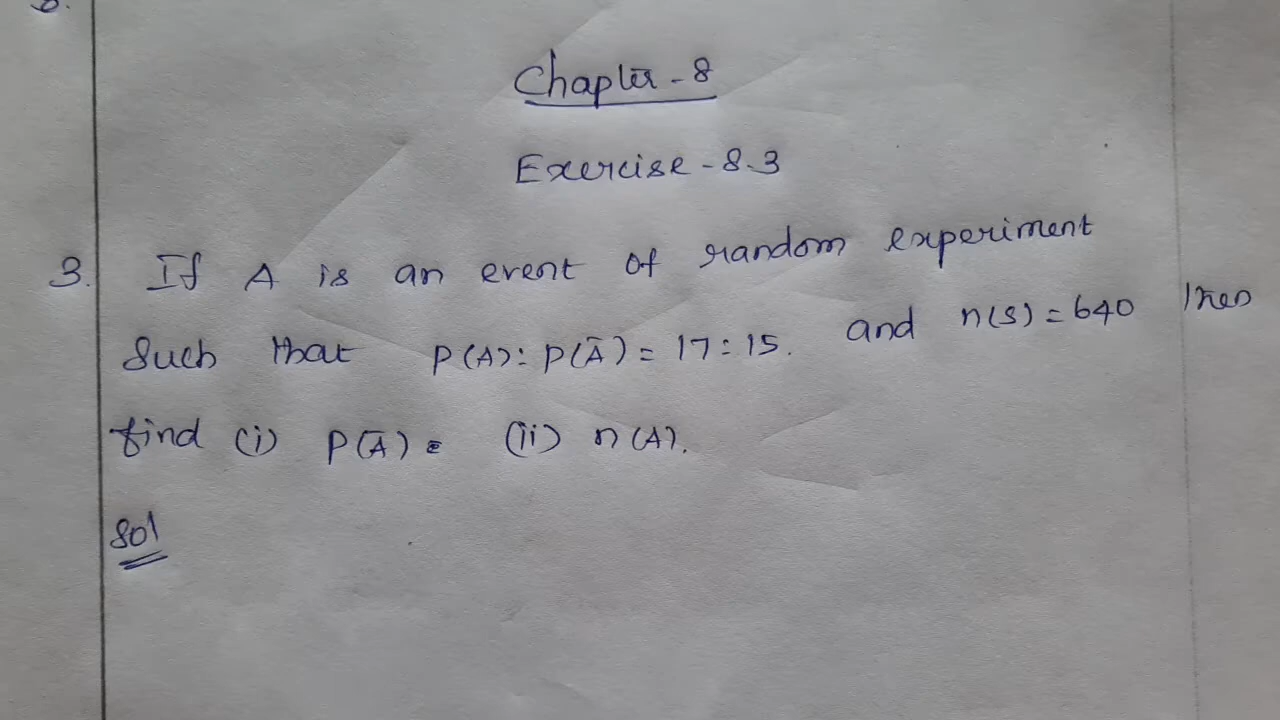 Chapter - 8
Exercise - 8.3
3. If A is an event of random experiment
Such that P(A) : P(Ā) = 17 : 15. and n(S) = 640 then
find (i) P(Ā) = (ii) n(A).
Sol